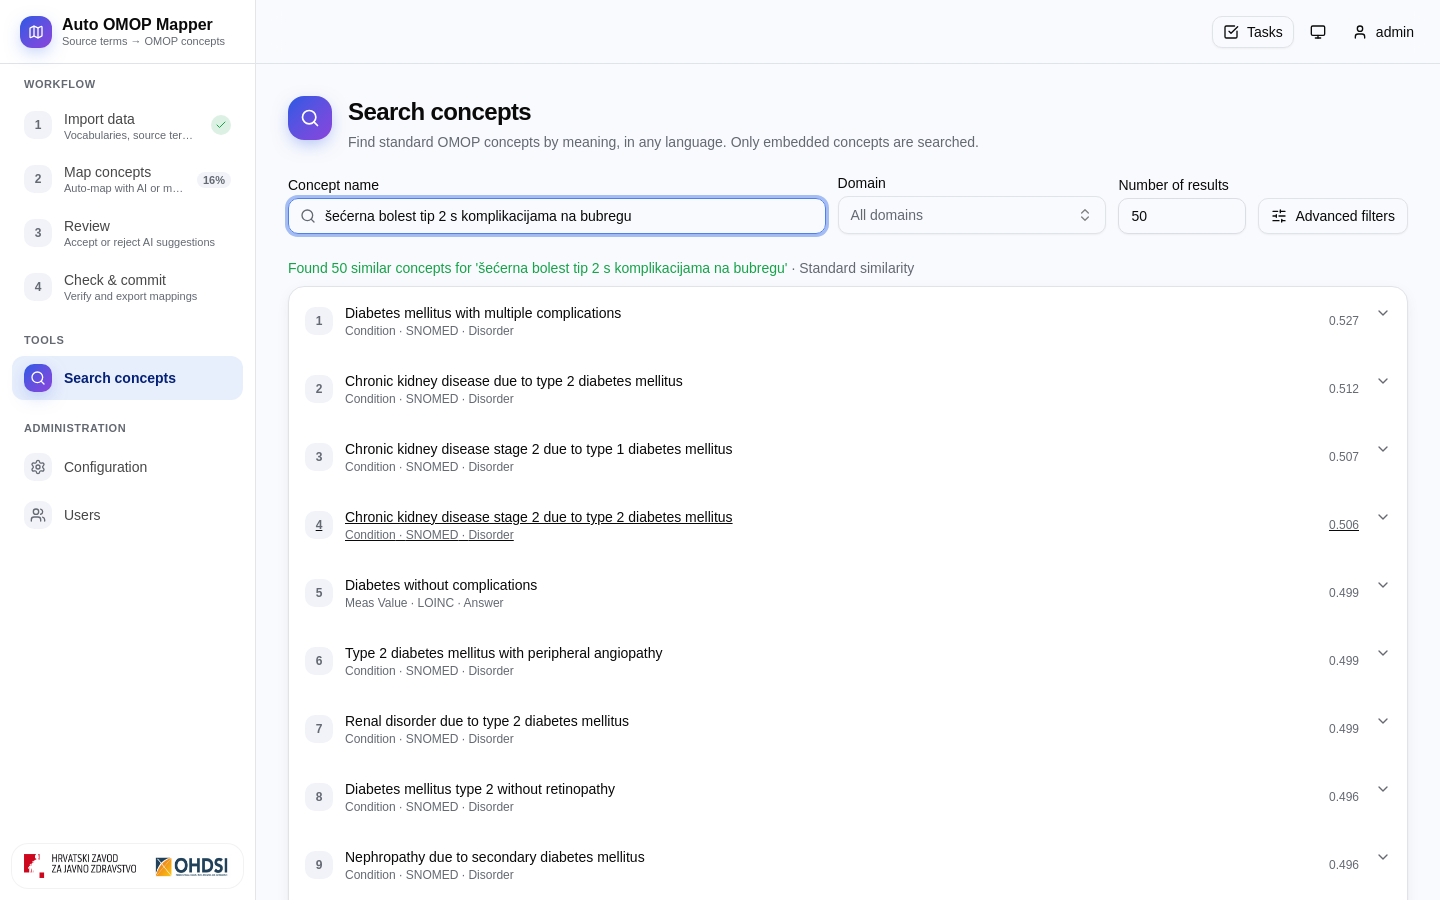 Auto OMOP Mapper
Source terms → OMOP concepts
Tasks
admin
WORKFLOW
1
Import data
Vocabularies, source ter...
2
Map concepts
Auto-map with AI or m...
16%
3
Review
Accept or reject AI suggestions
4
Check & commit
Verify and export mappings
TOOLS
Search concepts
ADMINISTRATION
Configuration
Users
HRVATSKI ZAVOD
ZA JAVNO ZDRAVSTVO
OHDSI
Search concepts
Find standard OMOP concepts by meaning, in any language. Only embedded concepts are searched.
Concept name
šećerna bolest tip 2 s komplikacijama na bubregu
Domain
All domains
Number of results
50
Advanced filters
Found 50 similar concepts for 'šećerna bolest tip 2 s komplikacijama na bubregu' · Standard similarity
1
Diabetes mellitus with multiple complications
Condition · SNOMED · Disorder
0.527
2
Chronic kidney disease due to type 2 diabetes mellitus
Condition · SNOMED · Disorder
0.512
3
Chronic kidney disease stage 2 due to type 1 diabetes mellitus
Condition · SNOMED · Disorder
0.507
4
Chronic kidney disease stage 2 due to type 2 diabetes mellitus
Condition · SNOMED · Disorder
0.506
5
Diabetes without complications
Meas Value · LOINC · Answer
0.499
6
Type 2 diabetes mellitus with peripheral angiopathy
Condition · SNOMED · Disorder
0.499
7
Renal disorder due to type 2 diabetes mellitus
Condition · SNOMED · Disorder
0.499
8
Diabetes mellitus type 2 without retinopathy
Condition · SNOMED · Disorder
0.496
9
Nephropathy due to secondary diabetes mellitus
Condition · SNOMED · Disorder
0.496